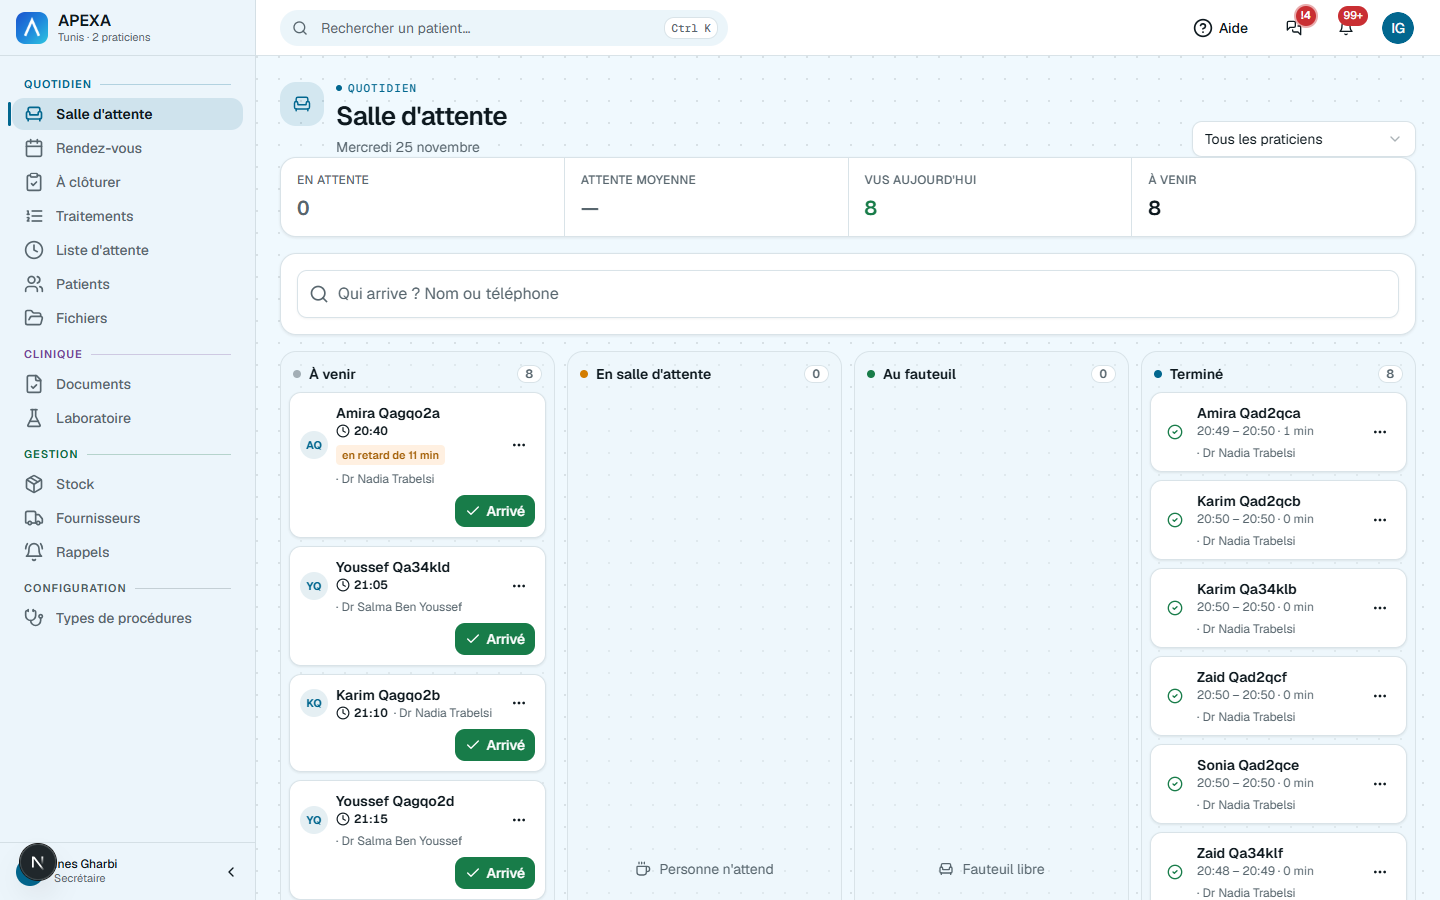 APEXA
Tunis · 2 praticiens
Rechercher un patient…
Ctrl K
Aide
14
99+
IG
QUOTIDIEN
Salle d'attente
Rendez-vous
À clôturer
Traitements
Liste d'attente
Patients
Fichiers
CLINIQUE
Documents
Laboratoire
GESTION
Stock
Fournisseurs
Rappels
CONFIGURATION
Types de procédures
N
nes Gharbi
Secrétaire
QUOTIDIEN
Salle d'attente
Mercredi 25 novembre
Tous les praticiens
EN ATTENTE
0
ATTENTE MOYENNE
—
VUS AUJOURD'HUI
8
À VENIR
8
Qui arrive ? Nom ou téléphone
À venir 8
AQ
Amira Qagqo2a
20:40
en retard de 11 min
· Dr Nadia Trabelsi
Arrivé
YQ
Youssef Qa34kld
21:05
· Dr Salma Ben Youssef
Arrivé
KQ
Karim Qagqo2b
21:10 · Dr Nadia Trabelsi
Arrivé
YQ
Youssef Qagqo2d
21:15
· Dr Salma Ben Youssef
Arrivé
En salle d'attente 0
Personne n'attend
Au fauteuil 0
Fauteuil libre
Terminé 8
Amira Qad2qca
20:49 – 20:50 · 1 min
· Dr Nadia Trabelsi
Karim Qad2qcb
20:50 – 20:50 · 0 min
· Dr Nadia Trabelsi
Karim Qa34klb
20:50 – 20:50 · 0 min
· Dr Nadia Trabelsi
Zaid Qad2qcf
20:50 – 20:50 · 0 min
· Dr Nadia Trabelsi
Sonia Qad2qce
20:50 – 20:50 · 0 min
· Dr Nadia Trabelsi
Zaid Qa34klf
20:48 – 20:49 · 0 min
· Dr Nadia Trabelsi